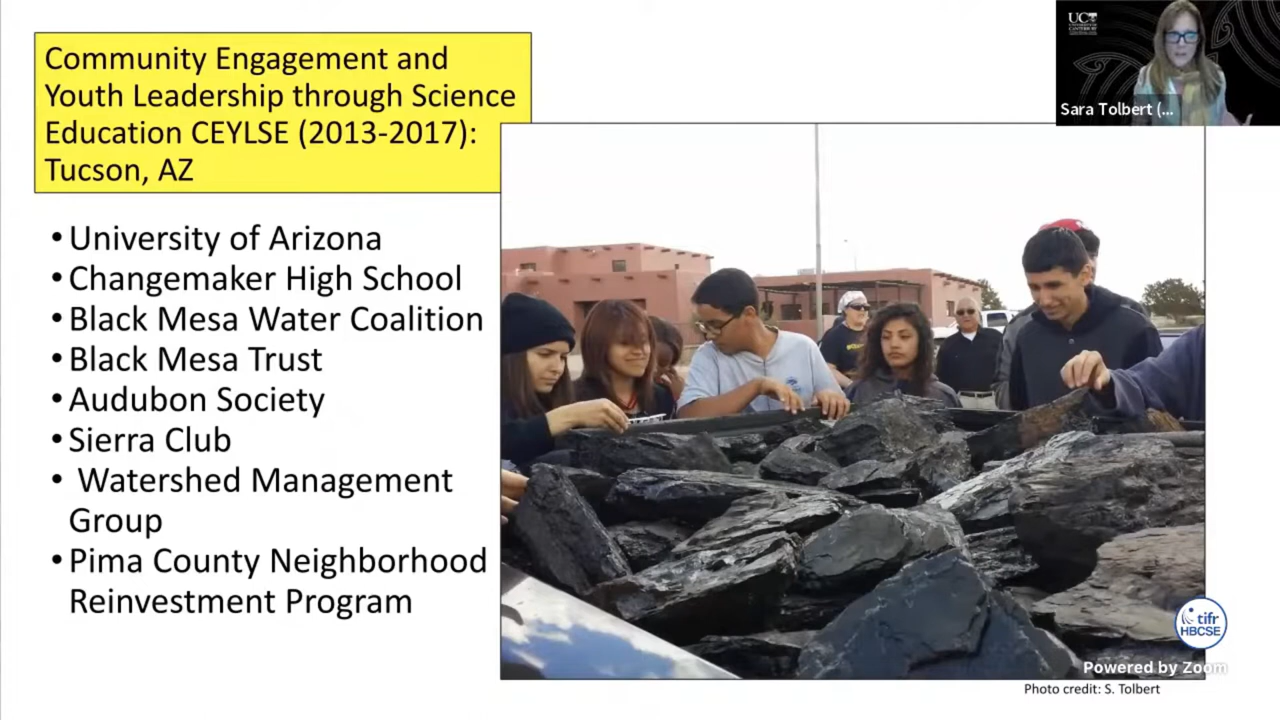 Community Engagement and
Youth Leadership through Science
Education CEYLSE (2013-2017):
Tucson, AZ
•University of Arizona
•Changemaker High School
•Black Mesa Water Coalition
•Black Mesa Trust
•Audubon Society
•Sierra Club
• Watershed Management
Group
•Pima County Neighborhood
Reinvestment Program
UC
Sara Tolbert (...
tifr
HBCSE
Powered by Zoom
Photo credit: S. Tolbert